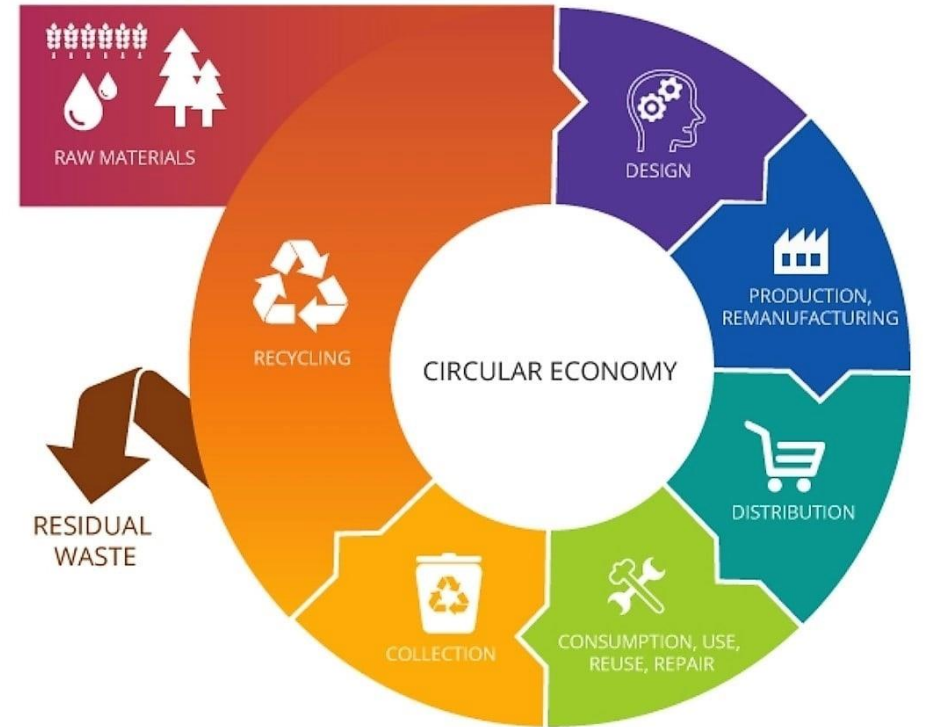 RAW MATERIALS
DESIGN
PRODUCTION,
REMANUFACTURING
RECYCLING
CIRCULAR ECONOMY
DISTRIBUTION
RESIDUAL
WASTE
CONSUMPTION, USE,
REUSE, REPAIR
COLLECTION